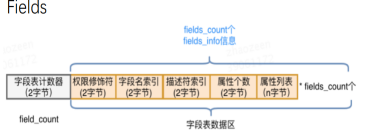 Fields
fields_count个
fields_info信息
字段表计数器
(2字节)
权限修饰符
(2字节)
字段名索引
(2字节)
描述符索引
(2字节)
属性个数
(2字节)
属性列表
(n字节)
* fields_count个
field_count
字段表数据区